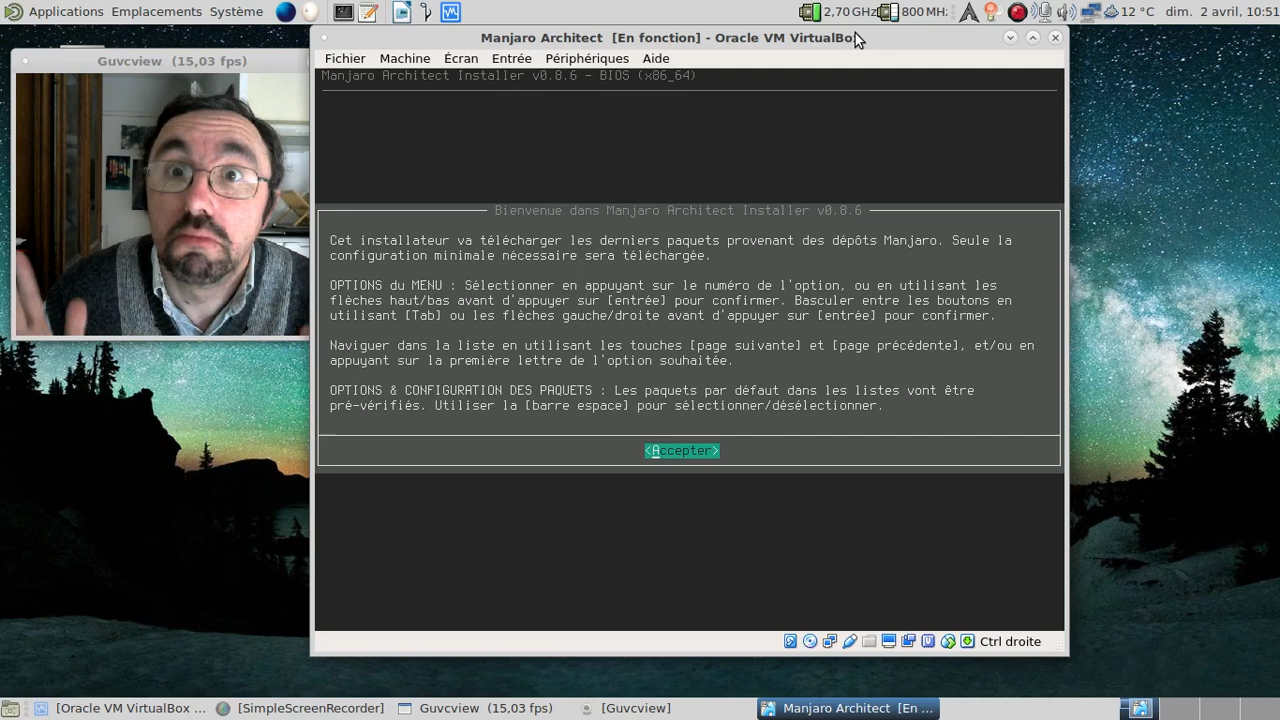 Applications Emplacements Système
2,70 GHz 800 MHz 12 °C dim. 2 avril, 10:51
Guvcview (15,03 fps)
Manjaro Architect [En fonction] - Oracle VM VirtualBox
Fichier Machine Écran Entrée Périphériques Aide
Manjaro Architect Installer v0.8.6 - BIOS (x86_64)
Bienvenue dans Manjaro Architect Installer v0.8.6
Cet installateur va télécharger les derniers paquets provenant des dépôts Manjaro. Seule la
configuration minimale nécessaire sera téléchargée.
OPTIONS du MENU : Sélectionner en appuyant sur le numéro de l'option, ou en utilisant les
flèches haut/bas avant d'appuyer sur [entrée] pour confirmer. Basculer entre les boutons en
utilisant [Tab] ou les flèches gauche/droite avant d'appuyer sur [entrée] pour confirmer.
Naviguer dans la liste en utilisant les touches [page suivante] et [page précédente], et/ou en
appuyant sur la première lettre de l'option souhaitée.
OPTIONS & CONFIGURATION DES PAQUETS : Les paquets par défaut dans les listes vont être
pré-vérifiés. Utiliser la [barre espace] pour sélectionner/désélectionner.
<Accepter>
Ctrl droite
[Oracle VM VirtualBox ... [SimpleScreenRecorder] Guvcview (15,03 fps) [Guvcview] Manjaro Architect [En ...